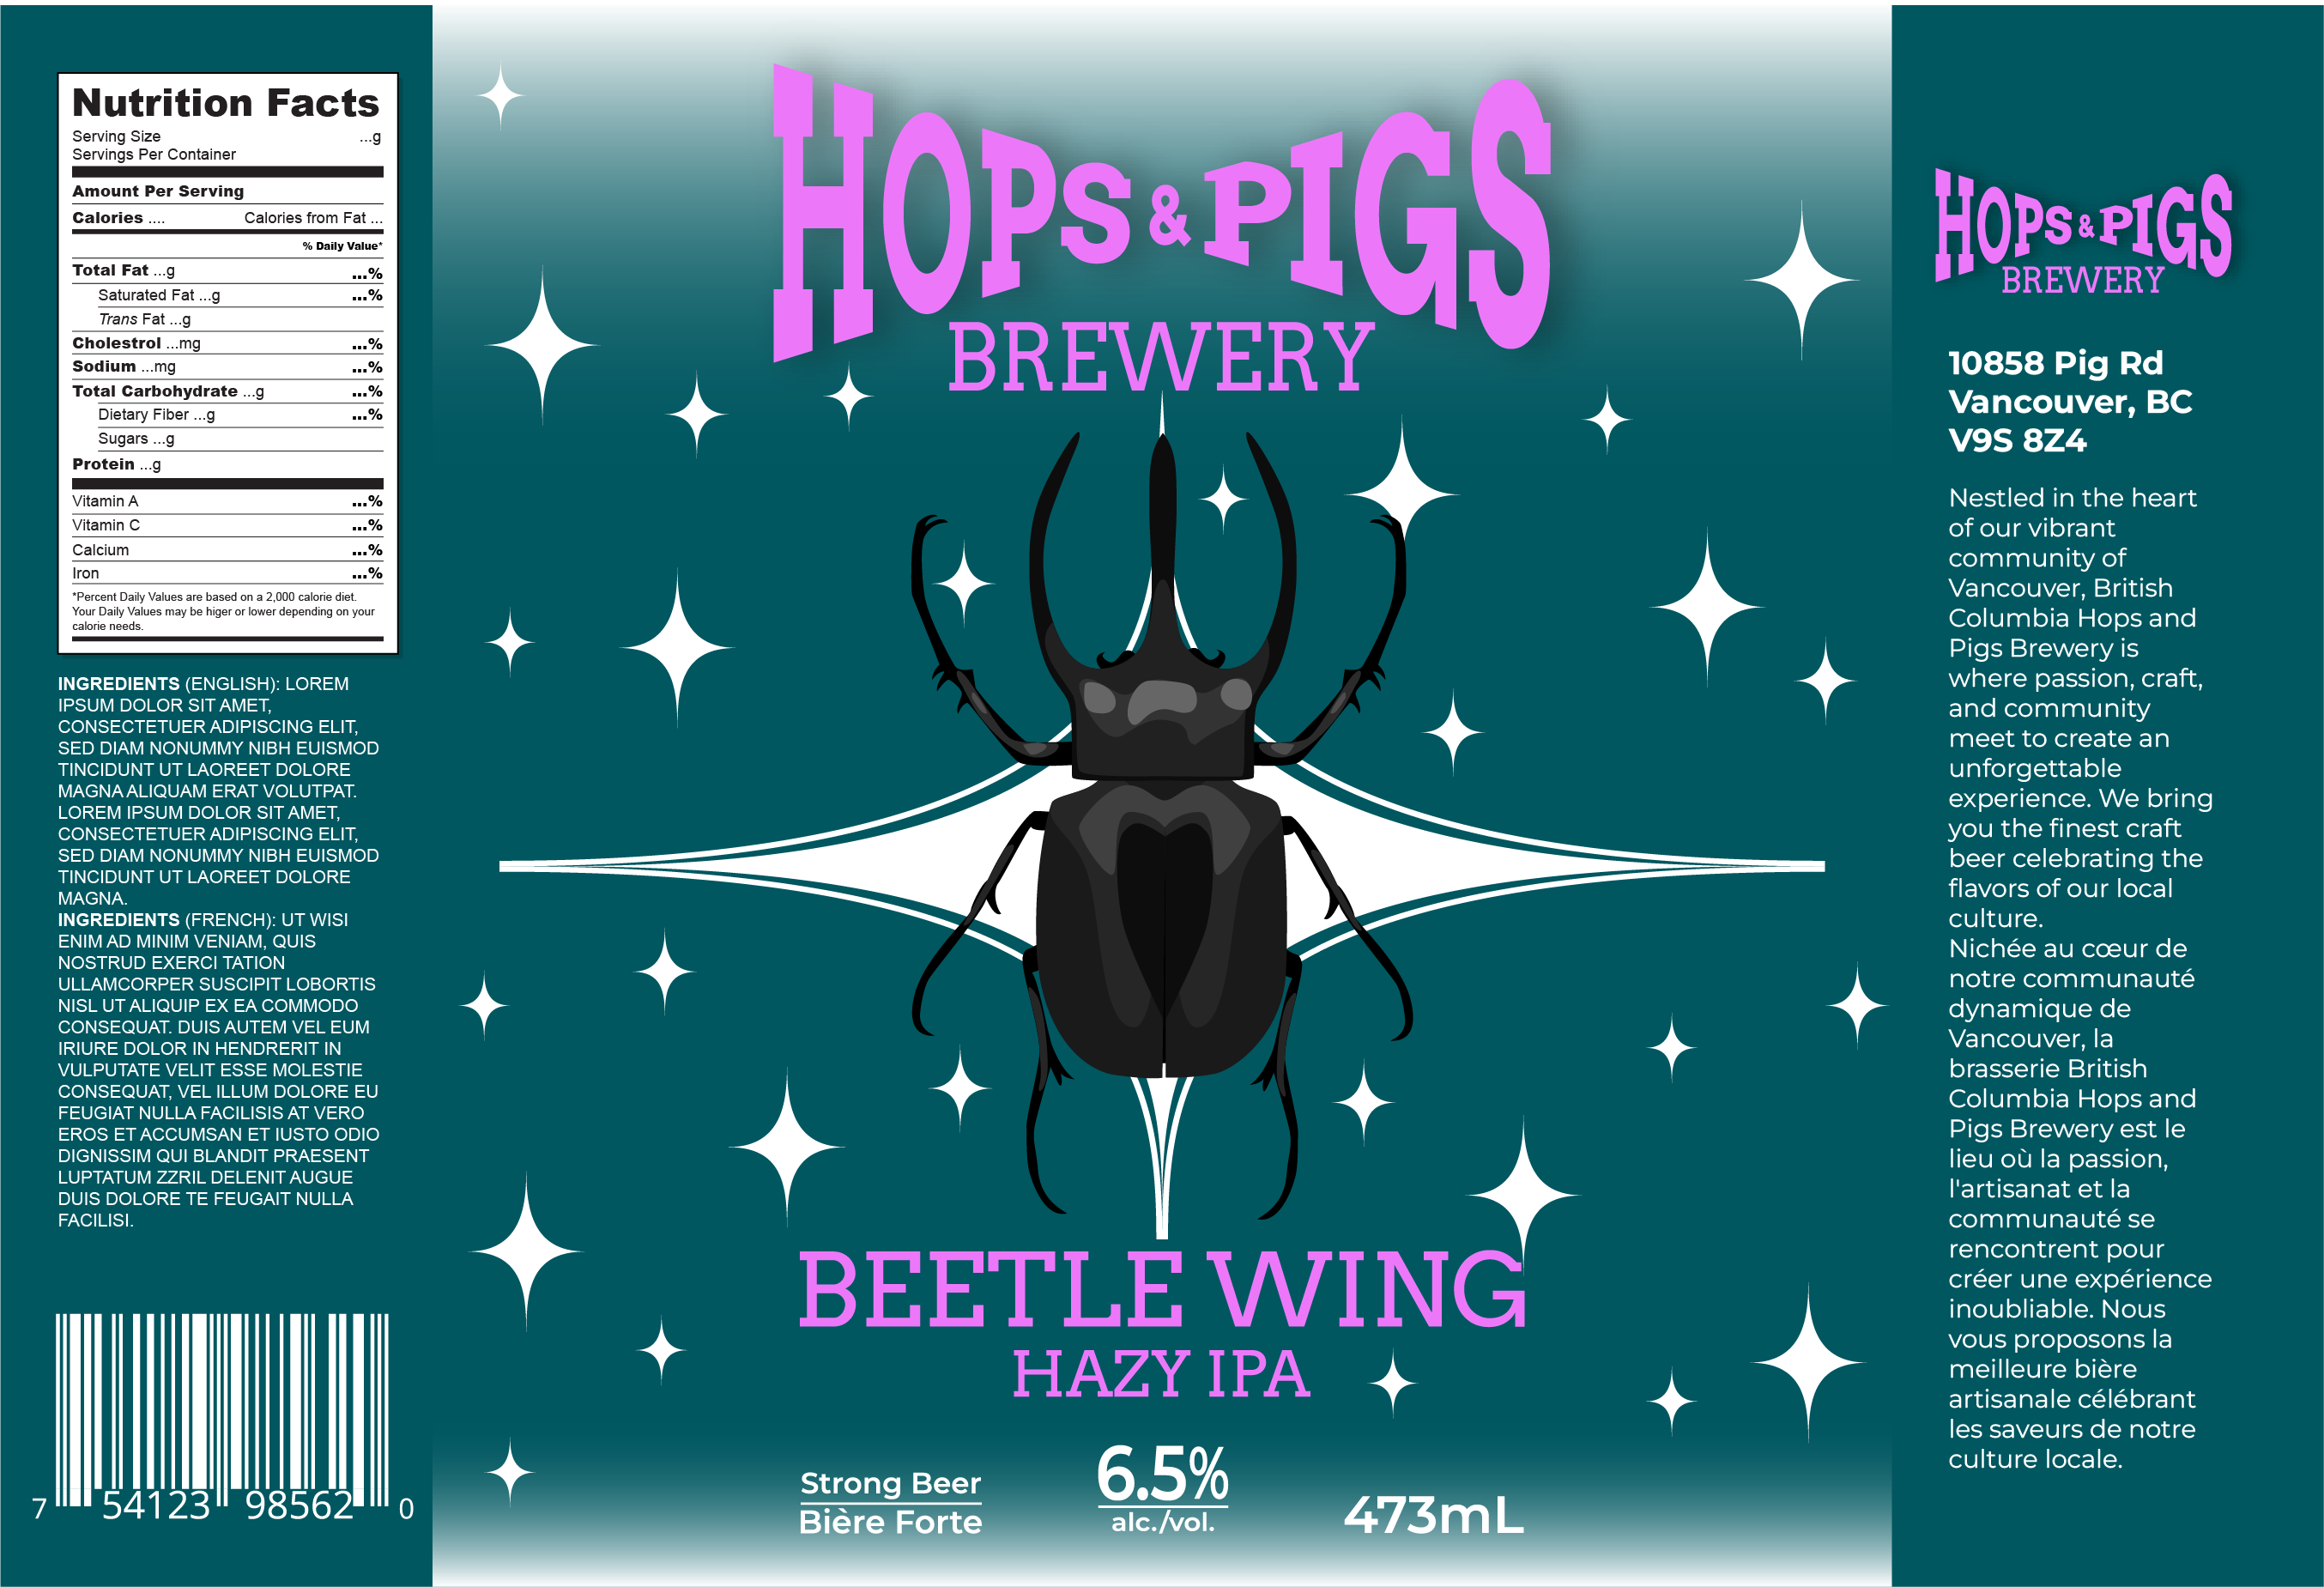 Nutrition Facts
Serving Size ...g
Servings Per Container
Amount Per Serving
Calories .... Calories from Fat ...
% Daily Value*
Total Fat ...g ...%
Saturated Fat ...g ...%
Trans Fat ...g
Cholestrol ...mg ...%
Sodium ...mg ...%
Total Carbohydrate ...g ...%
Dietary Fiber ...g ...%
Sugars ...g
Protein ...g
Vitamin A ...%
Vitamin C ...%
Calcium ...%
Iron ...%
*Percent Daily Values are based on a 2,000 calorie diet.
Your Daily Values may be higer or lower depending on your
calorie needs.
INGREDIENTS (ENGLISH): LOREM
IPSUM DOLOR SIT AMET,
CONSECTETUER ADIPISCING ELIT,
SED DIAM NONUMMY NIBH EUISMOD
TINCIDUNT UT LAOREET DOLORE
MAGNA ALIQUAM ERAT VOLUTPAT.
LOREM IPSUM DOLOR SIT AMET,
CONSECTETUER ADIPISCING ELIT,
SED DIAM NONUMMY NIBH EUISMOD
TINCIDUNT UT LAOREET DOLORE
MAGNA.
INGREDIENTS (FRENCH): UT WISI
ENIM AD MINIM VENIAM, QUIS
NOSTRUD EXERCI TATION
ULLAMCORPER SUSCIPIT LOBORTIS
NISL UT ALIQUIP EX EA COMMODO
CONSEQUAT. DUIS AUTEM VEL EUM
IRIURE DOLOR IN HENDRERIT IN
VULPUTATE VELIT ESSE MOLESTIE
CONSEQUAT, VEL ILLUM DOLORE EU
FEUGIAT NULLA FACILISIS AT VERO
EROS ET ACCUMSAN ET IUSTO ODIO
DIGNISSIM QUI BLANDIT PRAESENT
LUPTATUM ZZRIL DELENIT AUGUE
DUIS DOLORE TE FEUGAIT NULLA
FACILISI.
7 54123 98562 0
HOPS & PIGS
BREWERY
BEETLE WING
HAZY IPA
Strong Beer
Bière Forte
6.5%
alc./vol.
473mL
HOPS & PIGS
BREWERY
10858 Pig Rd
Vancouver, BC
V9S 8Z4
Nestled in the heart
of our vibrant
community of
Vancouver, British
Columbia Hops and
Pigs Brewery is
where passion, craft,
and community
meet to create an
unforgettable
experience. We bring
you the finest craft
beer celebrating the
flavors of our local
culture.
Nichée au cœur de
notre communauté
dynamique de
Vancouver, la
brasserie British
Columbia Hops and
Pigs Brewery est le
lieu où la passion,
l'artisanat et la
communauté se
rencontrent pour
créer une expérience
inoubliable. Nous
vous proposons la
meilleure bière
artisanale célébrant
les saveurs de notre
culture locale.